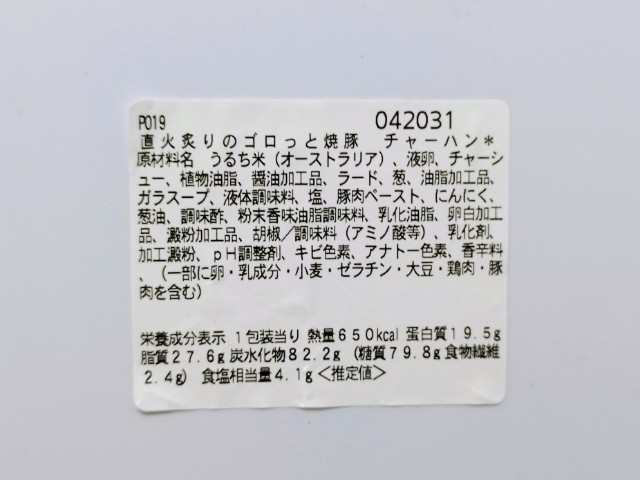 P019 042031
直火炙りのゴロっと焼豚 チャーハン＊
原材料名 うるち米（オーストラリア）、液卵、チャーシ
ュー、植物油脂、醤油加工品、ラード、葱、油脂加工品、
ガラスープ、液体調味料、塩、豚肉ペースト、にんにく、
葱油、調味酢、粉末香味油脂調味料、乳化油脂、卵白加工
品、澱粉加工品、胡椒／調味料（アミノ酸等）、乳化剤、
加工澱粉、ｐＨ調整剤、キビ色素、アナトー色素、香辛料
、（一部に卵・乳成分・小麦・ゼラチン・大豆・鶏肉・豚
肉を含む）
栄養成分表示 １包装当り 熱量６５０kcal 蛋白質１９.５g
脂質２７.６g 炭水化物８２.２g（糖質７９.８g 食物繊維
２.４g） 食塩相当量４.１g＜推定値＞